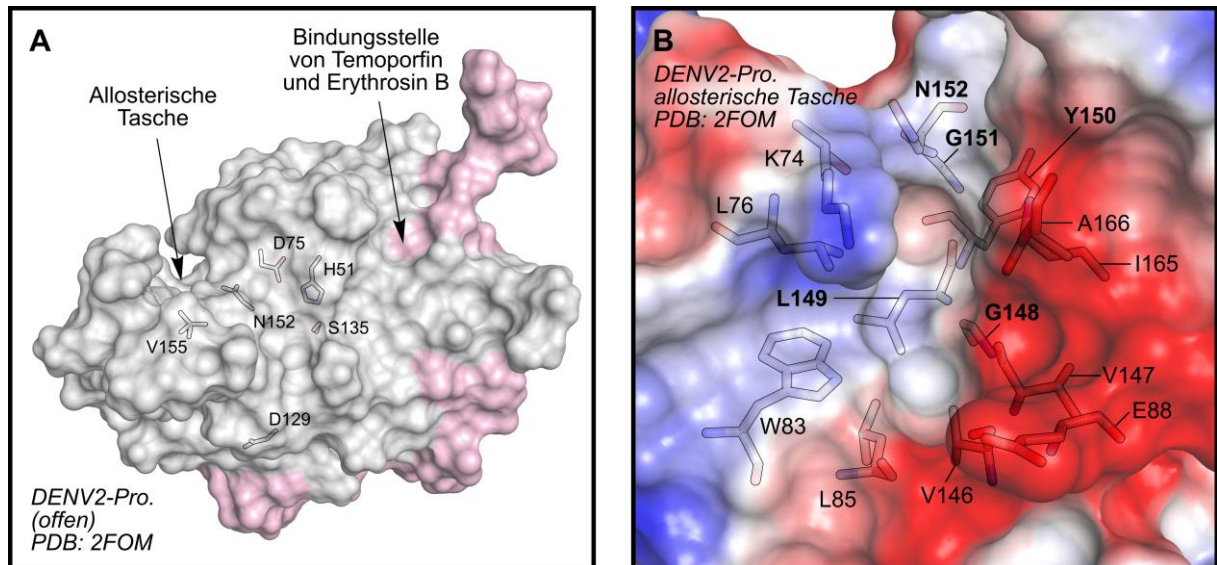 A
Bindungsstelle
von Temoporfin
und Erythrosin B
Allosterische
Tasche
D75
H51
N152
S135
V155
D129
DENV2-Pro.
(offen)
PDB: 2FOM
B
DENV2-Pro.
allosterische Tasche
PDB: 2FOM
N152
Y150
G151
K74
L76
A166
I165
L149
G148
V147
E88
W83
L85
V146